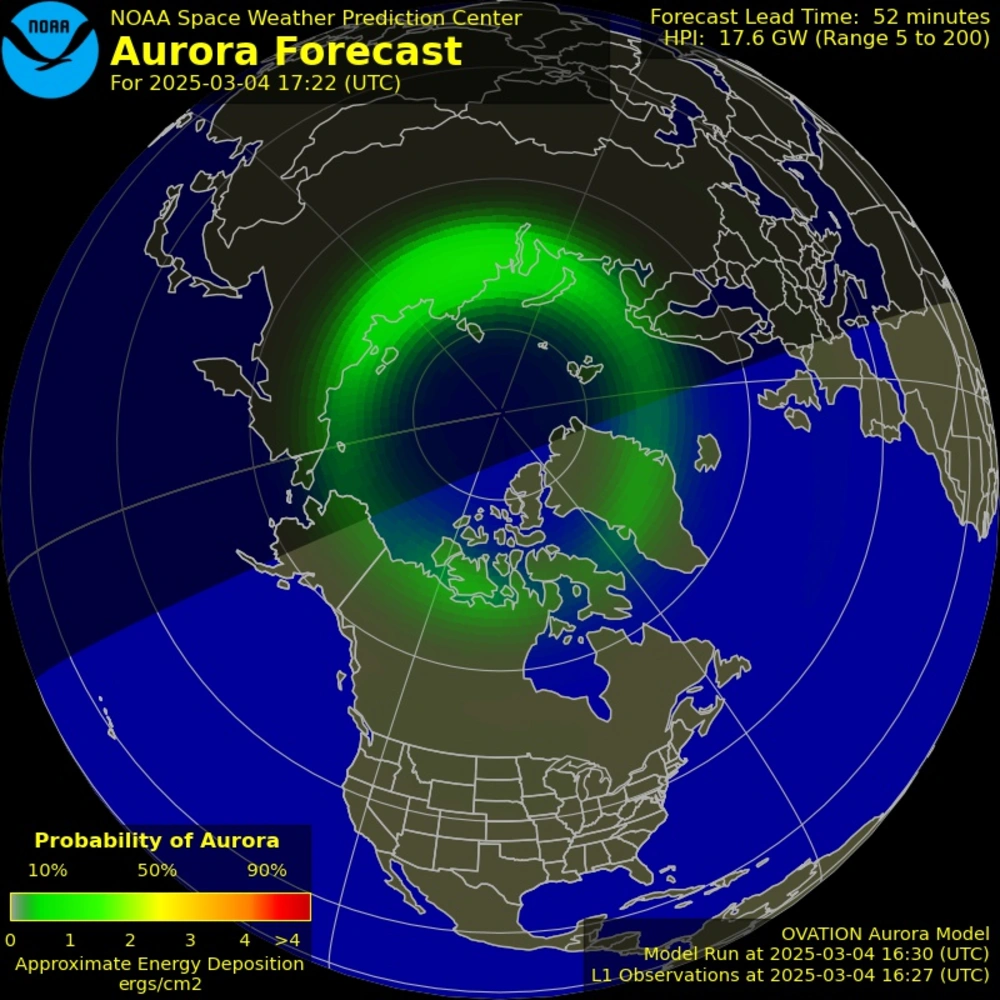 NOAA
NOAA Space Weather Prediction Center
Aurora Forecast
For 2025-03-04 17:22 (UTC)
Forecast Lead Time: 52 minutes
HPI: 17.6 GW (Range 5 to 200)
Probability of Aurora
10% 50% 90%
0 1 2 3 4 >4
Approximate Energy Deposition
ergs/cm2
OVATION Aurora Model
Model Run at 2025-03-04 16:30 (UTC)
L1 Observations at 2025-03-04 16:27 (UTC)